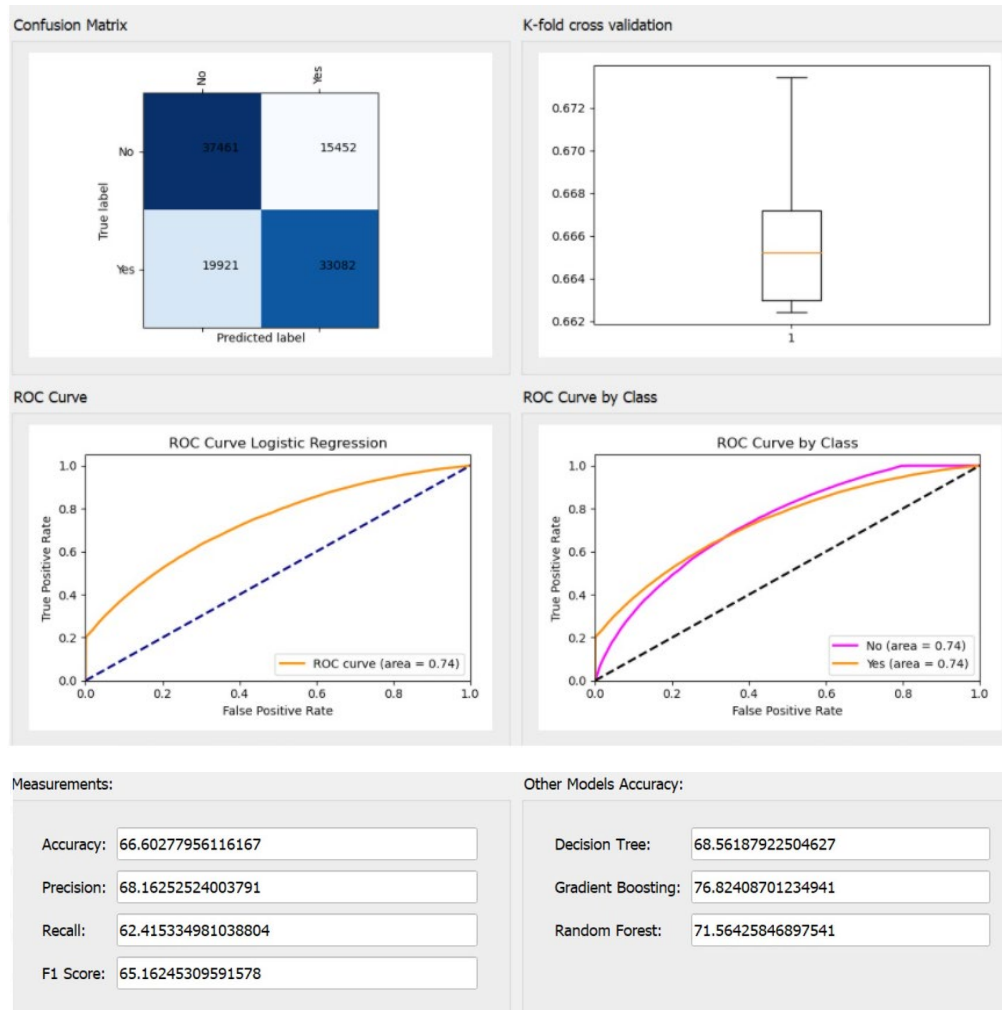 Confusion Matrix
K-fold cross validation
No
Yes
No
37461
15452
Yes
19921
33082
True label
Predicted label
0.672
0.670
0.668
0.666
0.664
0.662
1
ROC Curve
ROC Curve by Class
ROC Curve Logistic Regression
1.0
0.8
0.6
0.4
0.2
0.0
True Positive Rate
ROC curve (area = 0.74)
0.0 0.2 0.4 0.6 0.8 1.0
False Positive Rate
ROC Curve by Class
1.0
0.8
0.6
0.4
0.2
0.0
True Positive Rate
No (area = 0.74)
Yes (area = 0.74)
0.0 0.2 0.4 0.6 0.8 1.0
False Positive Rate
Measurements:
Accuracy: 66.60277956116167
Precision: 68.16252524003791
Recall: 62.415334981038804
F1 Score: 65.16245309591578
Other Models Accuracy:
Decision Tree: 68.56187922504627
Gradient Boosting: 76.82408701234941
Random Forest: 71.56425846897541